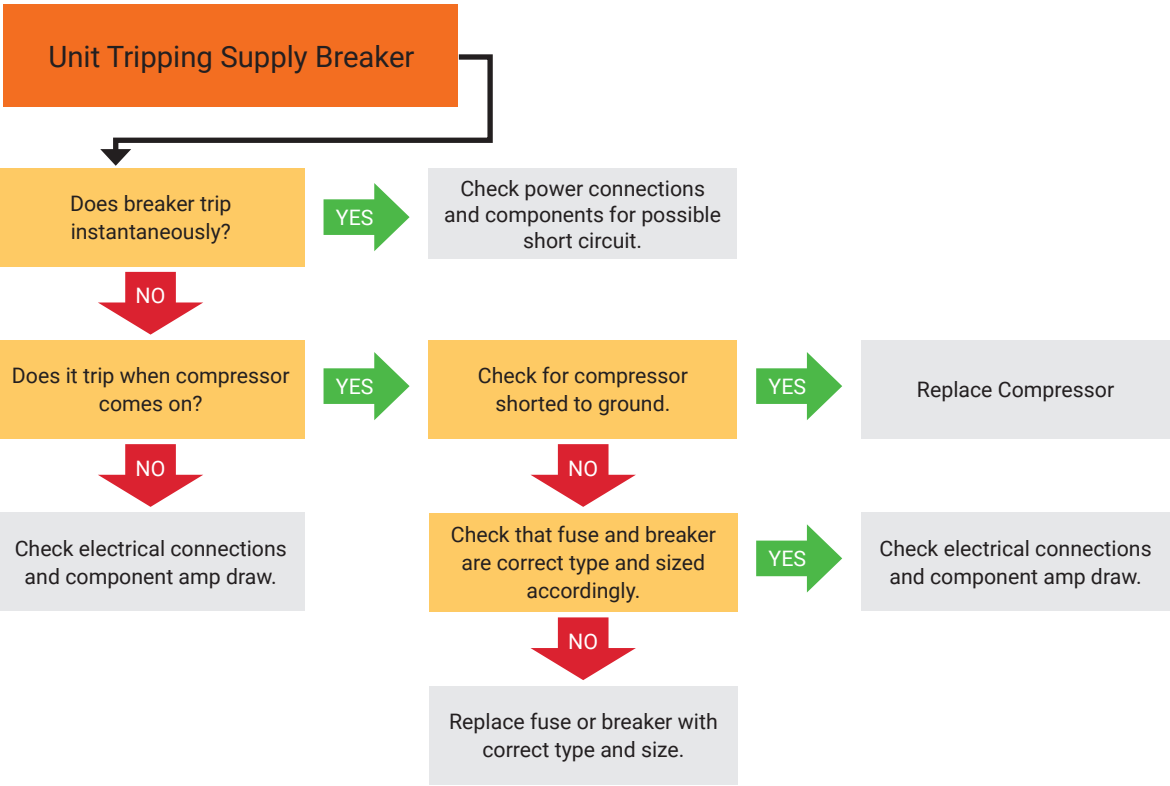 Unit Tripping Supply Breaker
Does breaker trip
instantaneously?
YES
Check power connections
and components for possible
short circuit.
NO
Does it trip when compressor
comes on?
YES
Check for compressor
shorted to ground.
YES
Replace Compressor
NO
NO
Check electrical connections
and component amp draw.
Check that fuse and breaker
are correct type and sized
accordingly.
YES
Check electrical connections
and component amp draw.
NO
Replace fuse or breaker with
correct type and size.